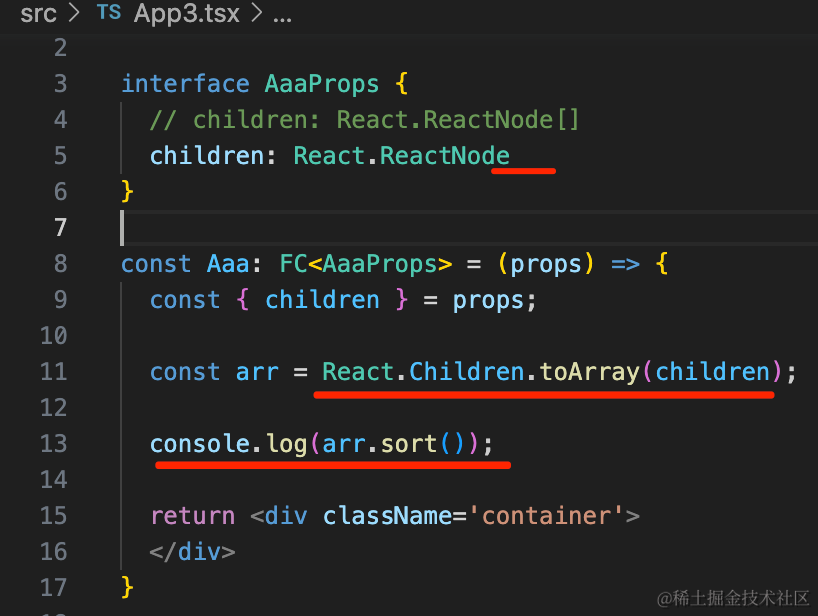 src > TS App3.tsx > ...
2
3 interface AaaProps {
4 // children: React.ReactNode[]
5 children: React.ReactNode
6 }
7
8 const Aaa: FC<AaaProps> = (props) => {
9 const { children } = props;
10
11 const arr = React.Children.toArray(children);
12
13 console.log(arr.sort());
14
15 return <div className='container'>
16 </div>
17 }
@稀土掘金技术社区